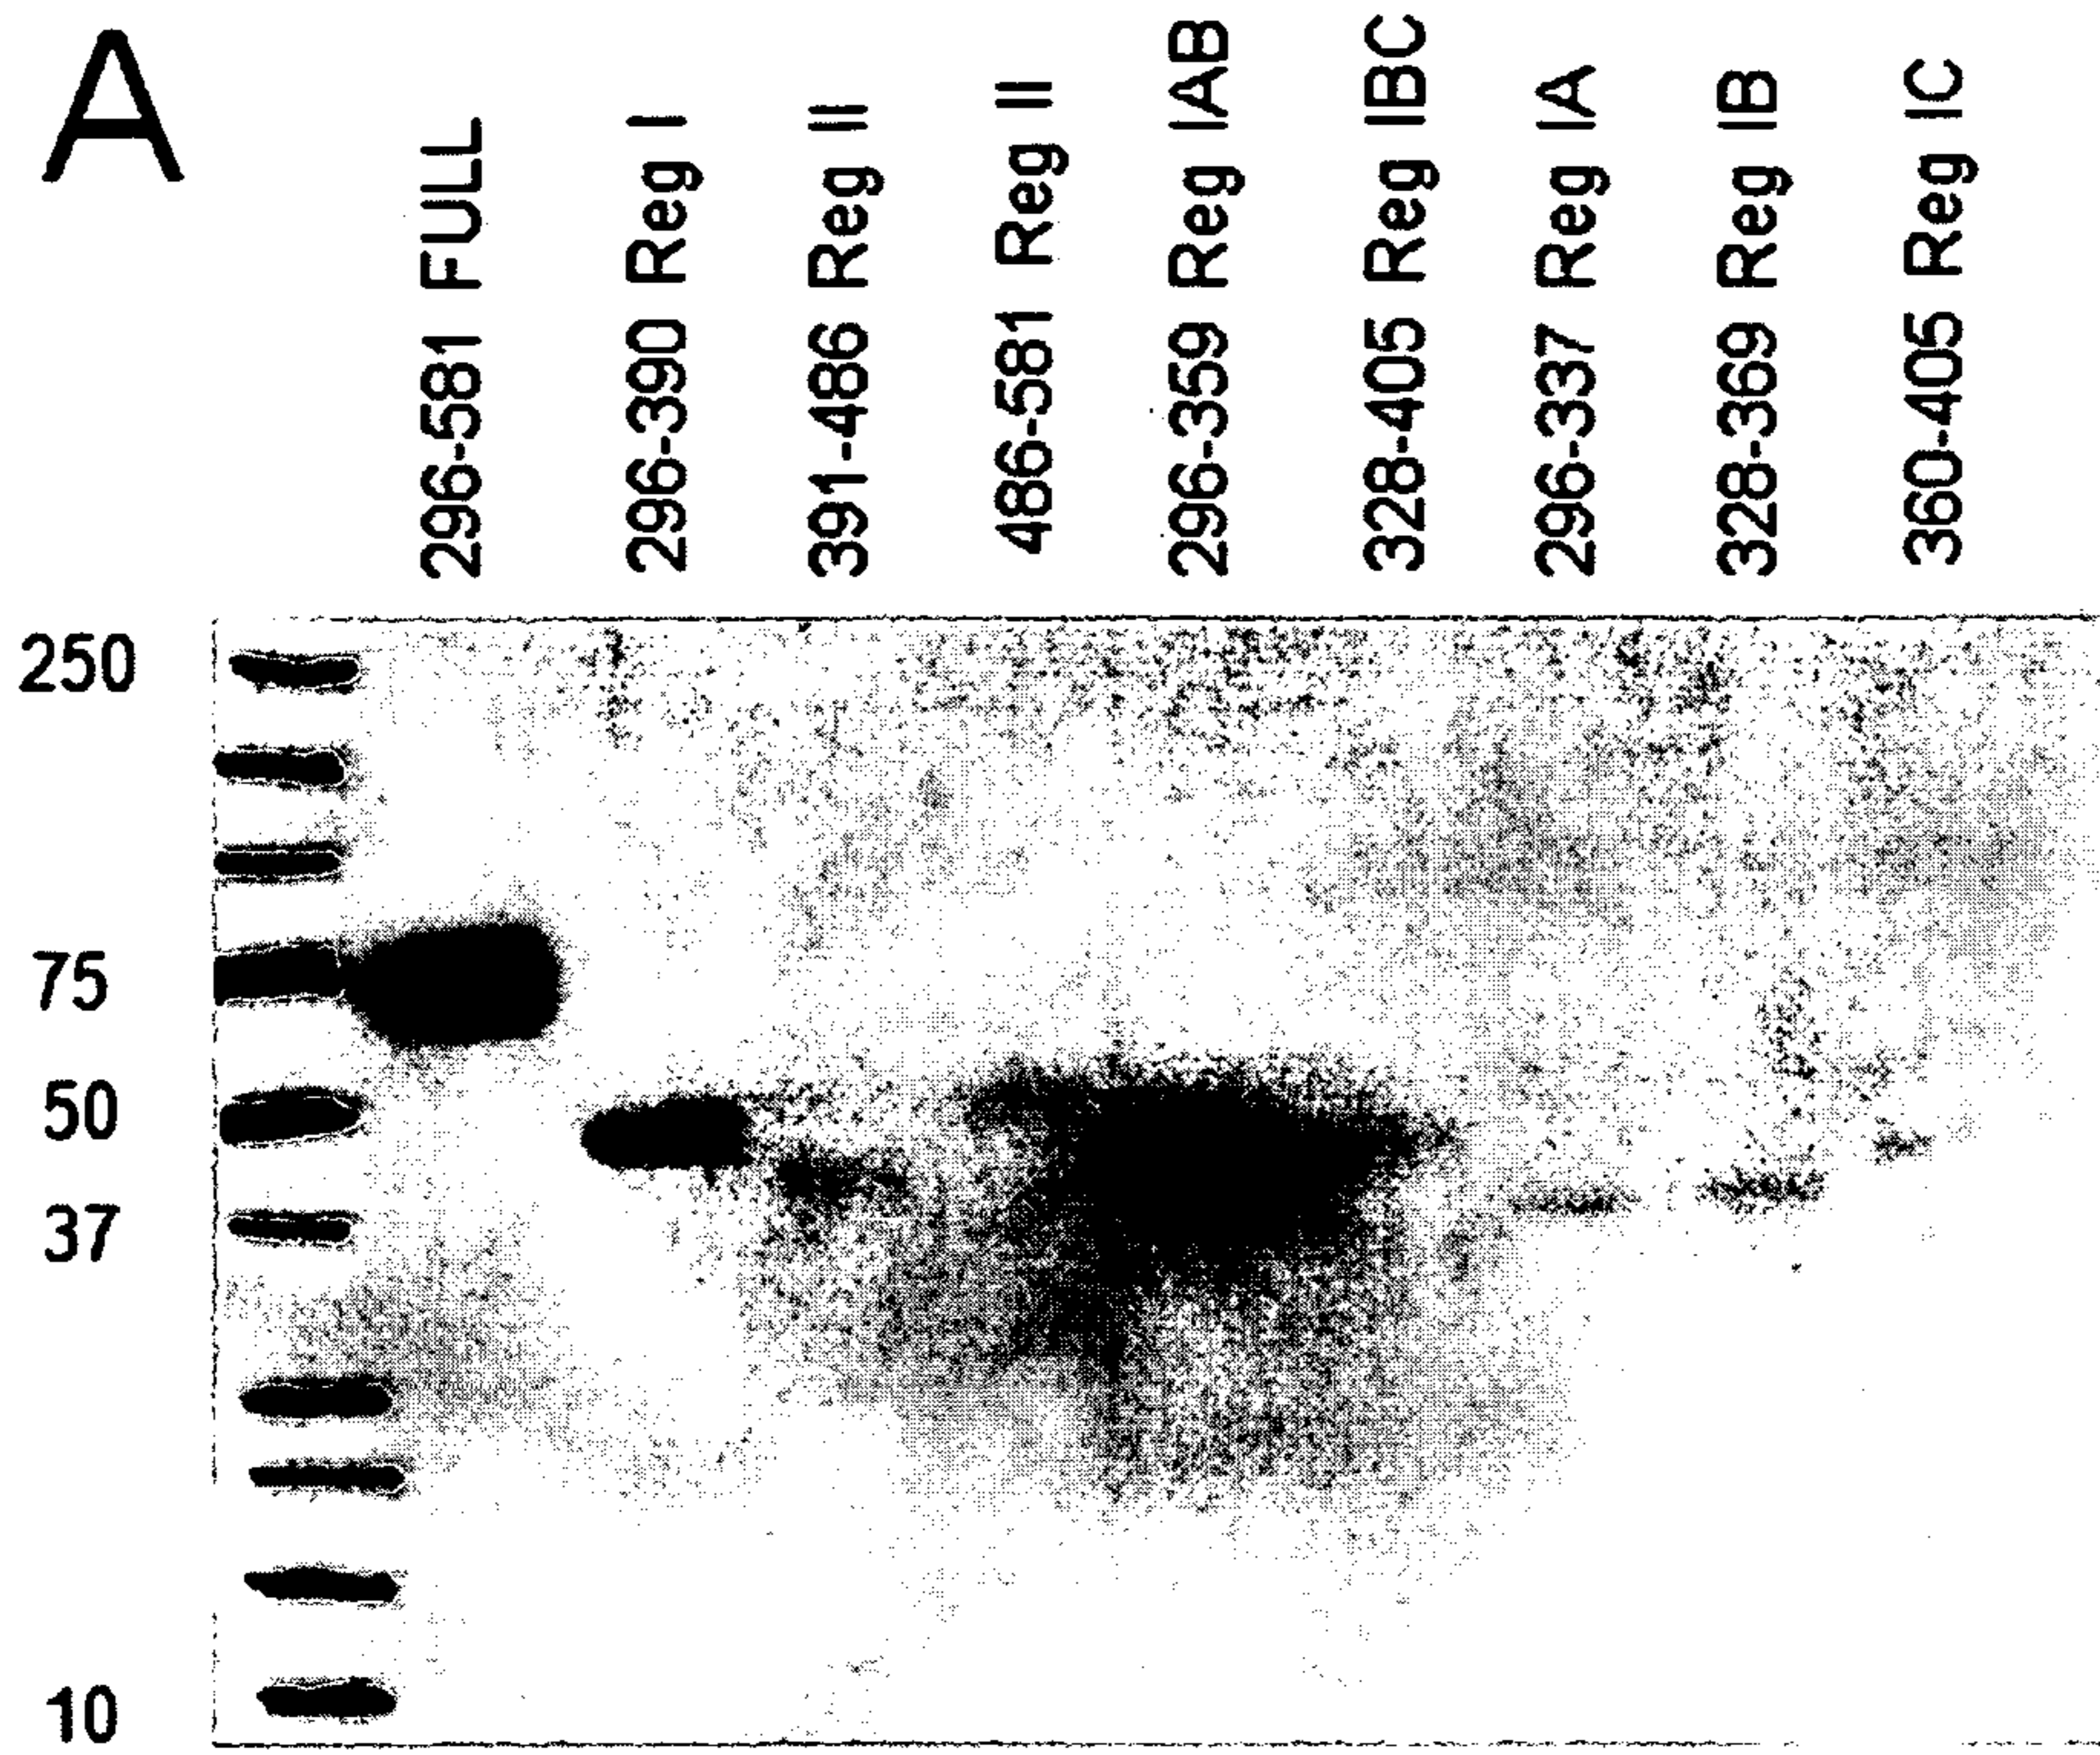 A
296-581 FULL
296-390 Reg I
391-486 Reg II
486-581 Reg II
296-359 Reg IAB
328-405 Reg IBC
296-337 Reg IA
328-369 Reg IB
360-405 Reg IC
250
75
50
37
10